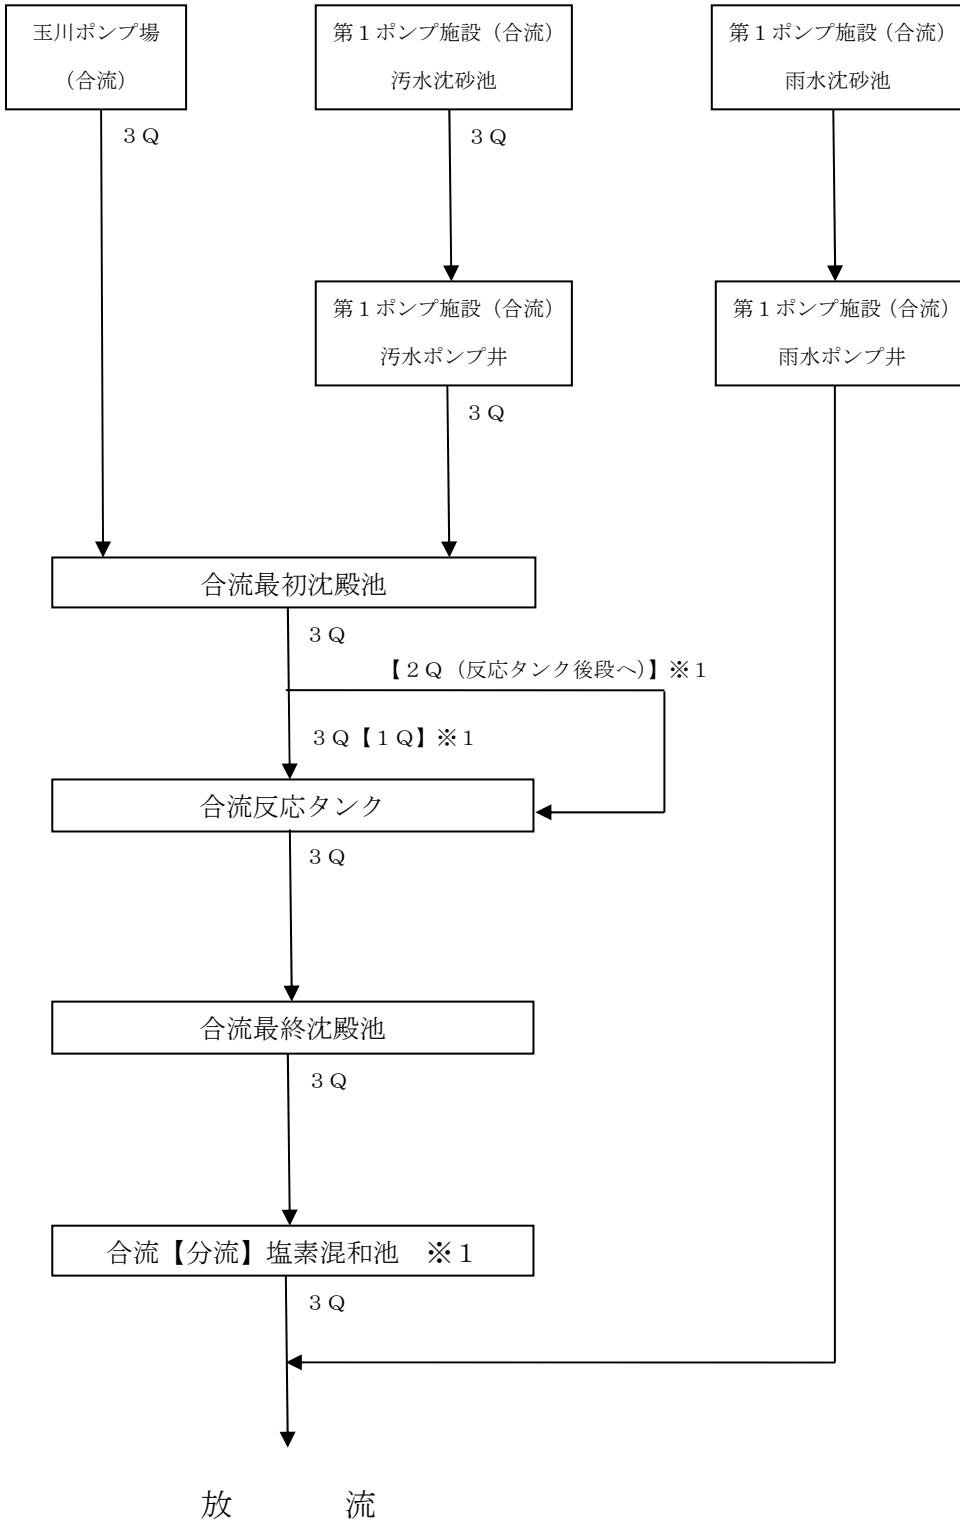 玉川ポンプ場
（合流）
第１ポンプ施設（合流）
汚水沈砂池
第１ポンプ施設（合流）
雨水沈砂池
３Ｑ
３Ｑ
第１ポンプ施設（合流）
汚水ポンプ井
第１ポンプ施設（合流）
雨水ポンプ井
３Ｑ
合流最初沈殿池
３Ｑ
【２Ｑ（反応タンク後段へ）】※１
３Ｑ【１Ｑ】※１
合流反応タンク
３Ｑ
合流最終沈殿池
３Ｑ
合流【分流】塩素混和池　※１
３Ｑ
放　流